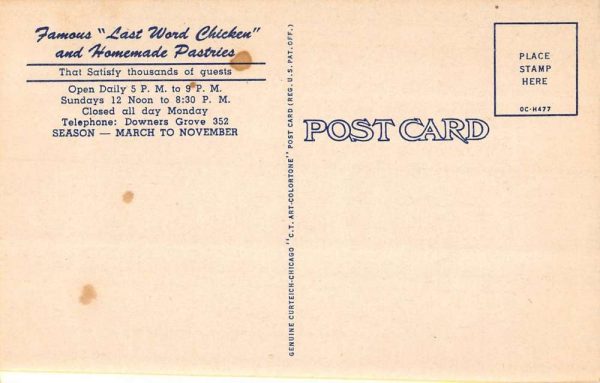 Famous "Last Word Chicken"
and Homemade Pastries
That Satisfy thousands of guests
Open Daily 5 P. M. to 9 P. M.
Sundays 12 Noon to 8:30 P. M.
Closed all day Monday
Telephone: Downers Grove 352
SEASON — MARCH TO NOVEMBER
GENUINE CURTEICH-CHICAGO "C.T. ART-COLORTONE" POST CARD (REG. U.S. PAT. OFF.)
POST CARD
PLACE
STAMP
HERE
0C-H477